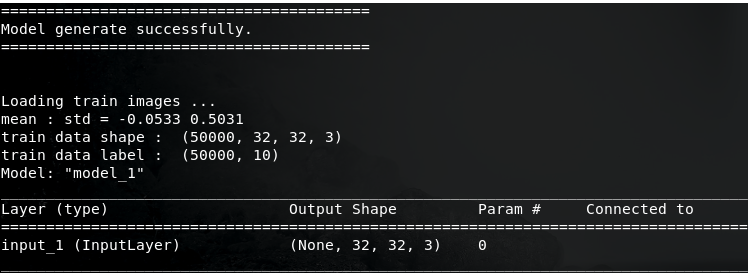 =========================================
Model generate successfully.
=========================================
Loading train images ...
mean : std = -0.0533 0.5031
train data shape :  (50000, 32, 32, 3)
train data label :  (50000, 10)
Model: "model_1"
___________________________________________________________________________________
Layer (type)                    Output Shape         Param #     Connected to
===================================================================================
input_1 (InputLayer)            (None, 32, 32, 3)    0
___________________________________________________________________________________